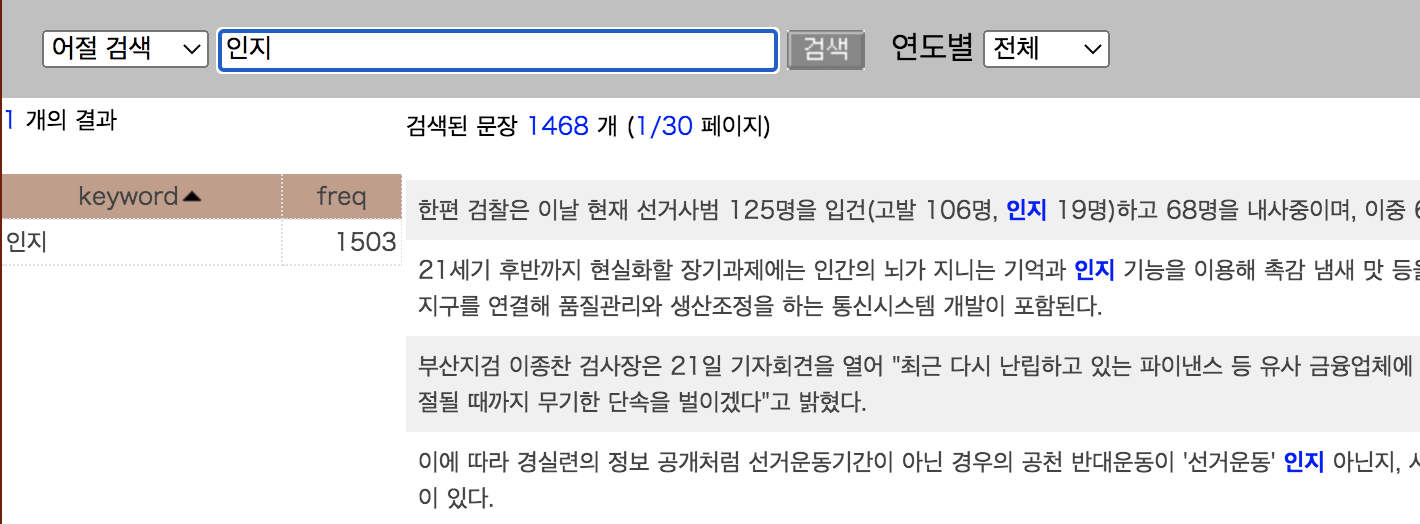 어절 검색 인지 검색 연도별 전체
1 개의 결과
검색된 문장 1468 개 (1/30 페이지)
keyword freq
인지 1503
한편 검찰은 이날 현재 선거사범 125명을 입건(고발 106명, 인지 19명)하고 68명을 내사중이며, 이중
21세기 후반까지 현실화할 장기과제에는 인간의 뇌가 지니는 기억과 인지 기능을 이용해 촉감 냄새 맛 등을
지구를 연결해 품질관리와 생산조정을 하는 통신시스템 개발이 포함된다.
부산지검 이종찬 검사장은 21일 기자회견을 열어 "최근 다시 난립하고 있는 파이낸스 등 유사 금융업체에
절될 때까지 무기한 단속을 벌이겠다"고 밝혔다.
이에 따라 경실련의 정보 공개처럼 선거운동기간이 아닌 경우의 공천 반대운동이 '선거운동' 인지 아닌지,
이 있다.